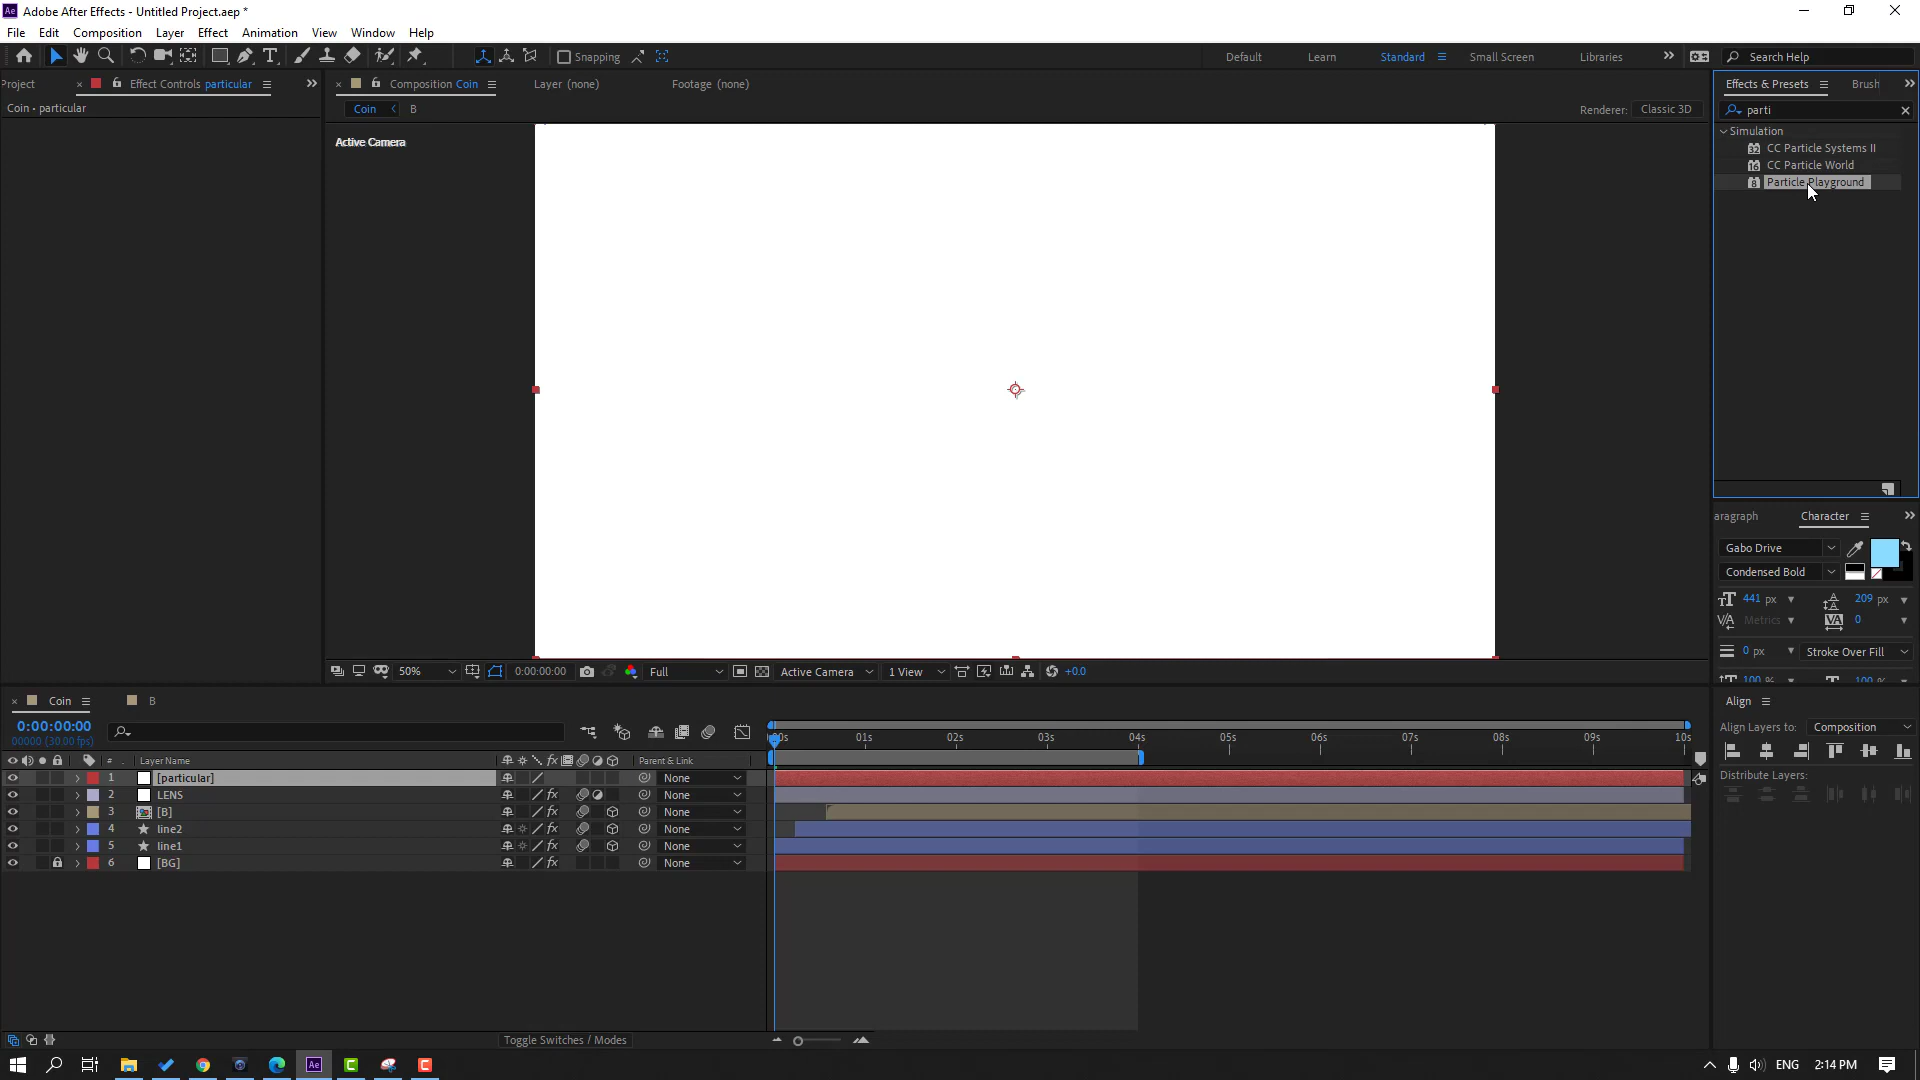 Adobe After Effects - Untitled Project.aep *
File Edit Composition Layer Effect Animation View Window Help
Snapping Default Learn Standard Small Screen Libraries Search Help
Project Effect Controls particular Composition Coin Layer (none) Footage (none) Effects & Presets Brush
Coin • particular
Coin B Renderer: Classic 3D
parti
Active Camera
Simulation
CC Particle Systems II
CC Particle World
Particle Playground
aragraph Character
Gabo Drive
Condensed Bold
441 px 209 px
Metrics 0
0 px Stroke Over Fill
100 % 100 %
50% 0:00:00:00 Full Active Camera 1 View +0.0
Coin B
Align
0:00:00:00
00000 (30.00 fps)
Align Layers to: Composition
:00s 01s 02s 03s 04s 05s 06s 07s 08s 09s 10s
# Layer Name Parent & Link
Distribute Layers:
1 [particular] None
2 LENS None
3 [B] None
4 line2 None
5 line1 None
6 [BG] None
Toggle Switches / Modes
ENG 2:14 PM